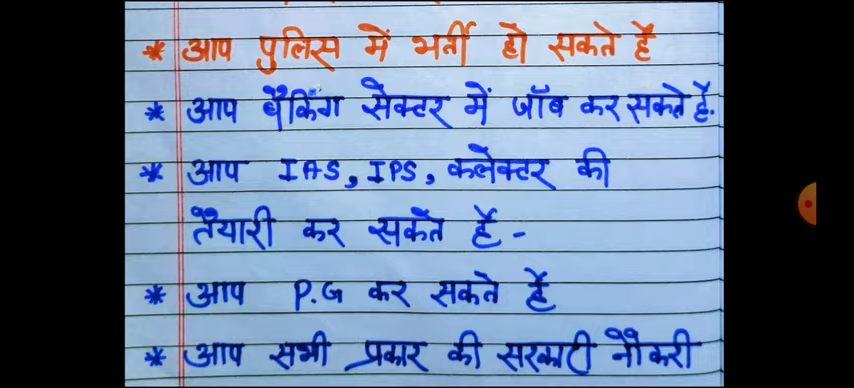 * आप पुलिस में भर्ती हो सकते है
* आप बैंकिंग सेक्टर में जॉब कर सकते है.
* आप IAS, IPS, कलेक्टर की
तैयारी कर सकते है -
* आप P.G कर सकते है
* आप सभी प्रकार की सरकारी नौकरी